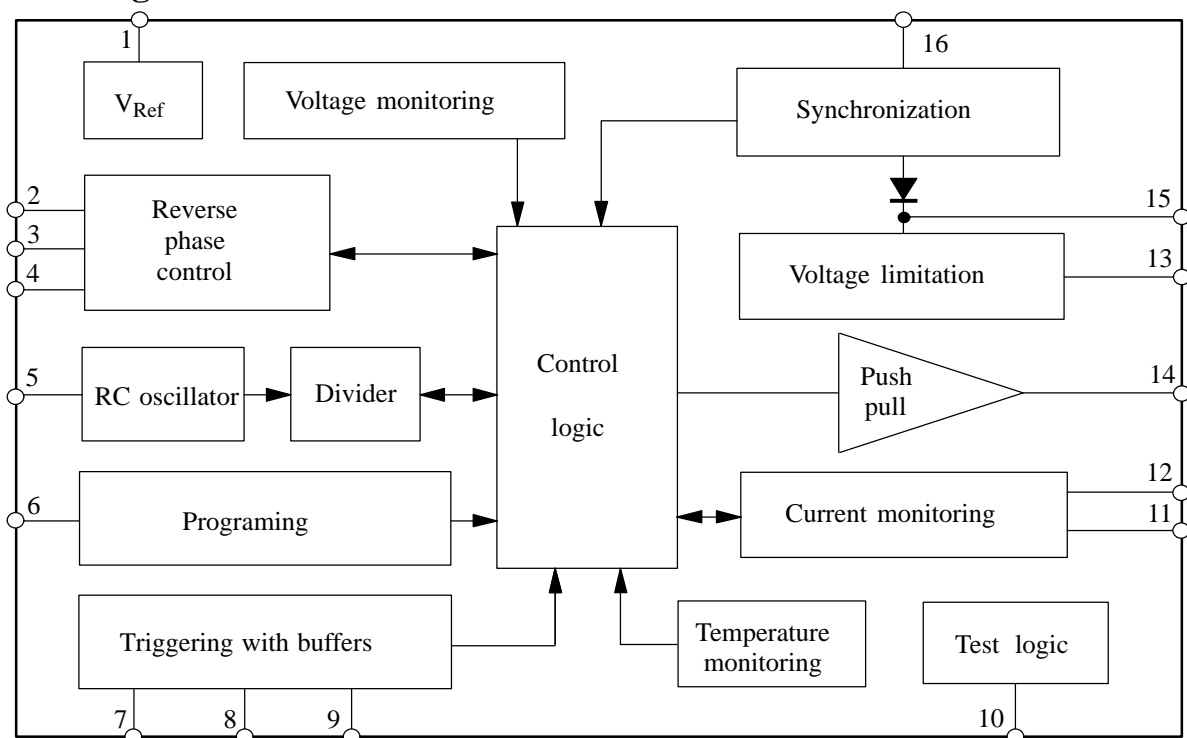 1
16
V_Ref
Voltage monitoring
Synchronization
2
3
4
Reverse
phase
control
15
13
Voltage limitation
5
RC oscillator
Divider
Control
logic
Push
pull
14
6
Programing
12
11
Current monitoring
Triggering with buffers
Temperature
monitoring
Test logic
7
8
9
10